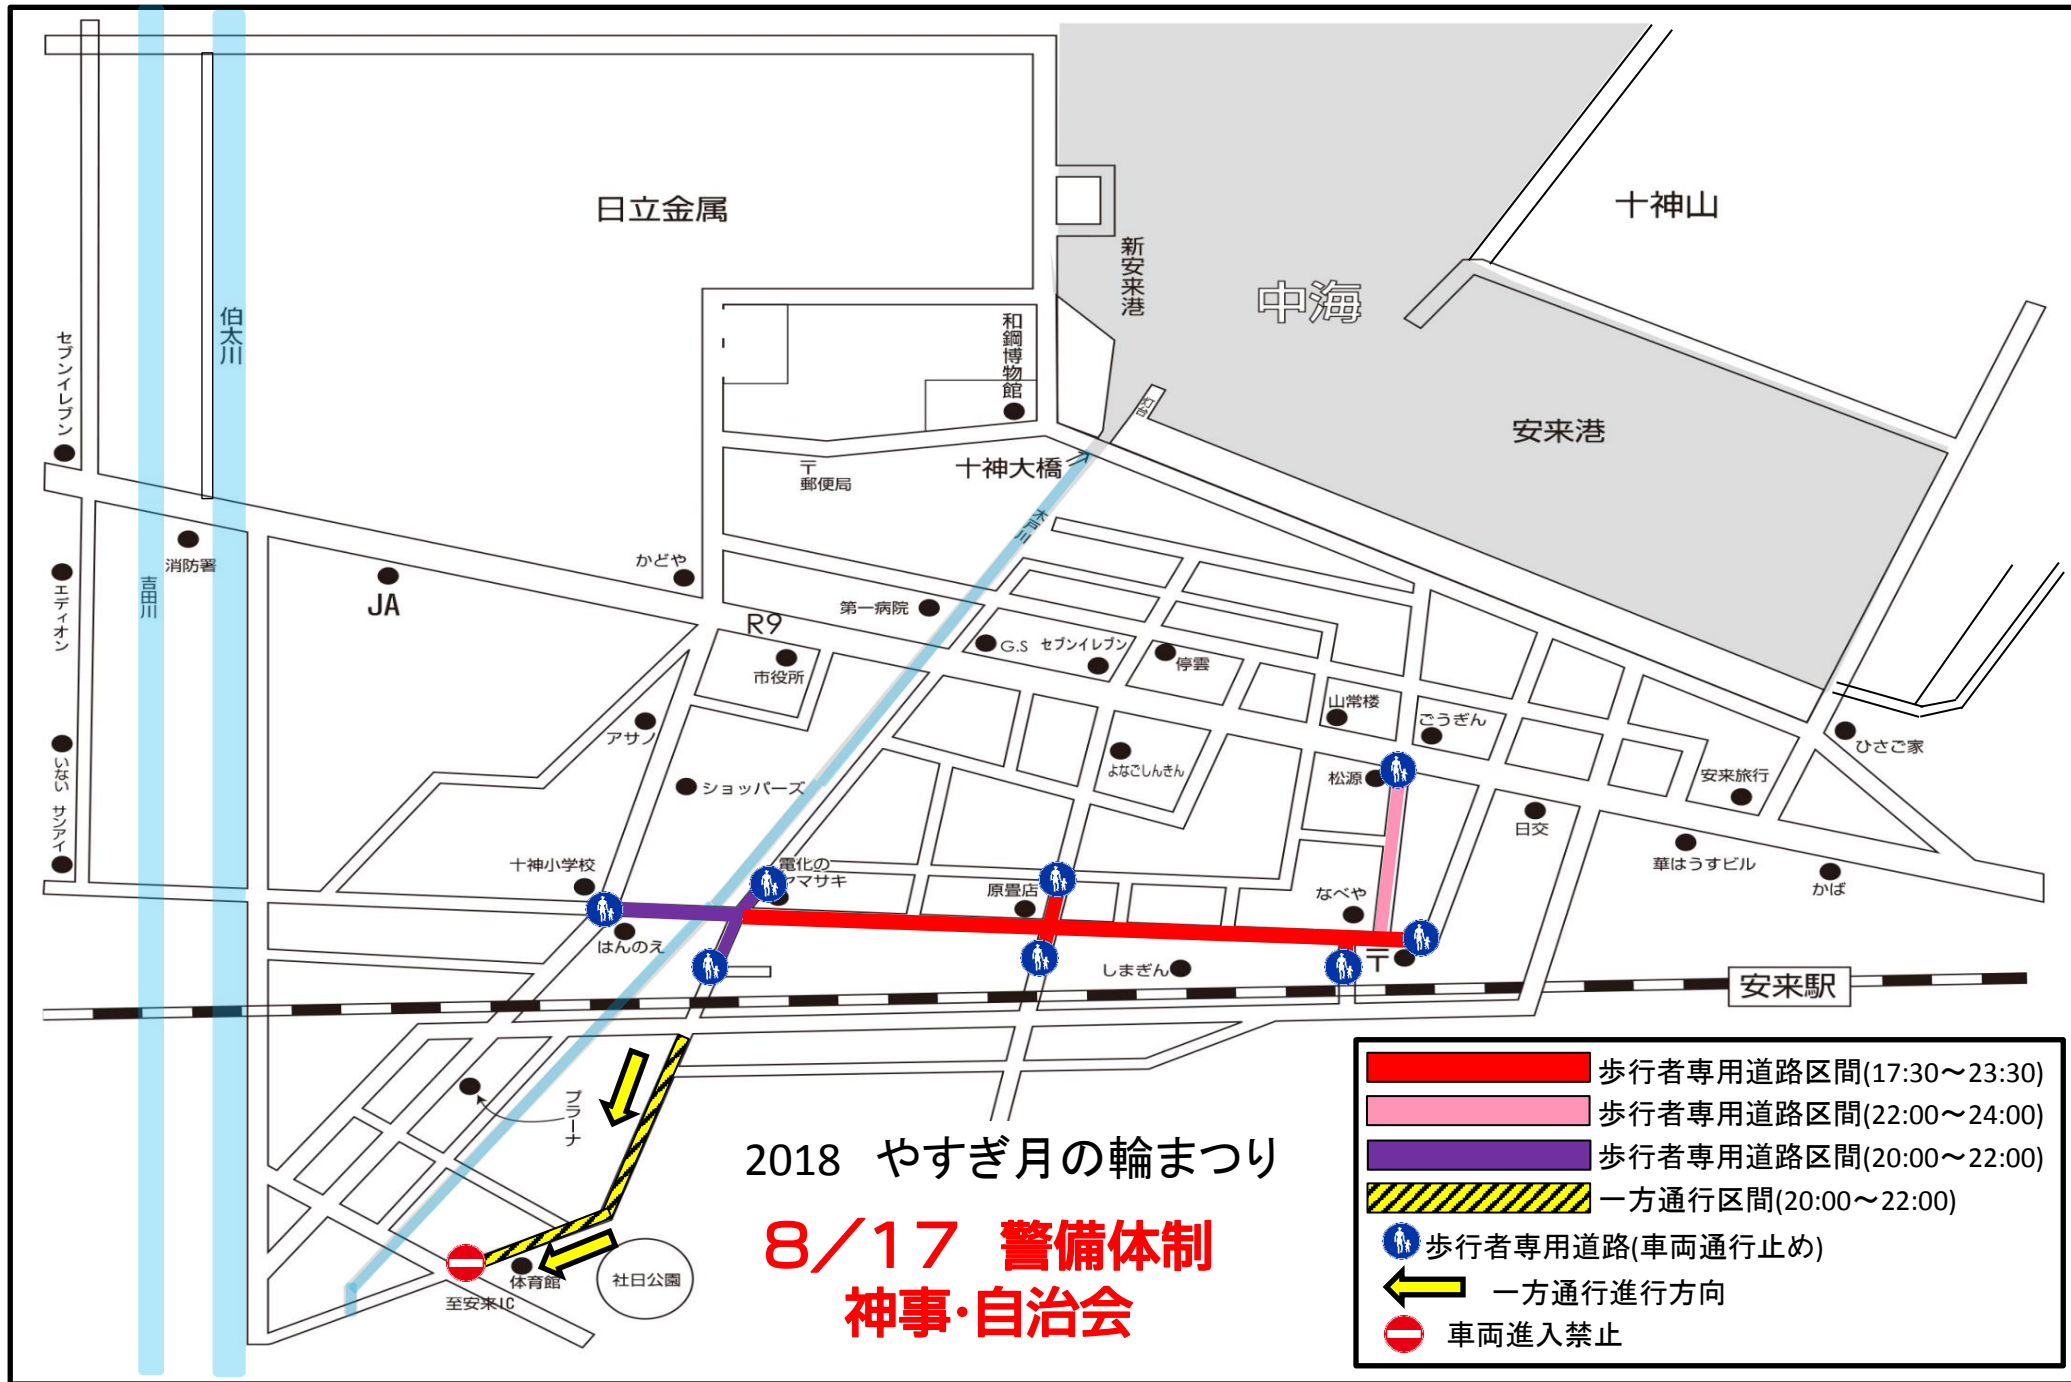 日立金属
十神山
新安来港
中海
伯太川
和鋼博物館
セブンイレブン
灯台
安来港
十神大橋
〒
郵便局
木戸川
消防署
かどや
エディオン
吉田川
JA
第一病院
R9
G.S
セブンイレブン
停雲
市役所
山常楼
ごうぎん
アサノ
いない
サンアイ
よなごしんきん
松源
安来旅行
ひさご家
ショッパーズ
日交
華はうすビル
かば
十神小学校
電化の
ヤマサキ
原畳店
なべや
はんのえ
しまぎん
〒
安来駅
プラーナ
体育館
至安来IC
社日公園
2018 やすぎ月の輪まつり
8／17 警備体制
神事・自治会
歩行者専用道路区間(17:30～23:30)
歩行者専用道路区間(22:00～24:00)
歩行者専用道路区間(20:00～22:00)
一方通行区間(20:00～22:00)
歩行者専用道路(車両通行止め)
一方通行進行方向
車両進入禁止